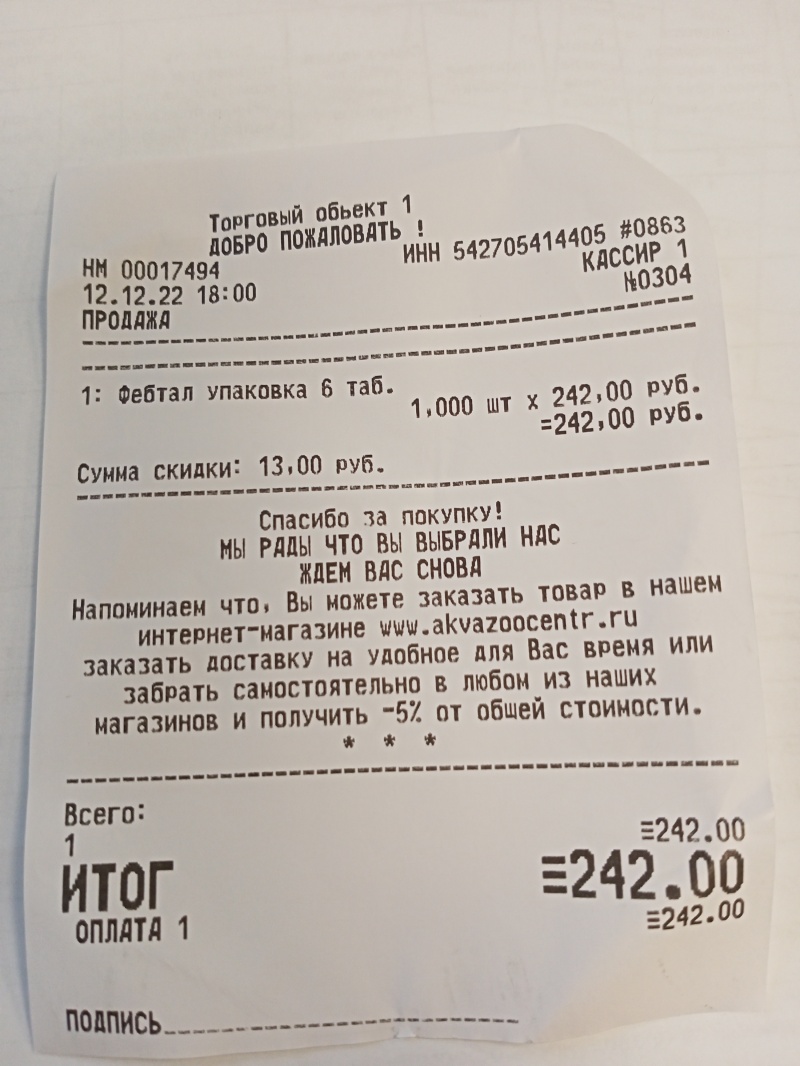 Торговый обьект 1
ДОБРО ПОЖАЛОВАТЬ !
НМ 00017494 ИНН 542705414405 #0863
12.12.22 18:00 КАССИР 1
ПРОДАЖА №0304
1: Фебтал упаковка 6 таб.
1,000 шт х 242,00 руб.
=242,00 руб.
Сумма скидки: 13,00 руб.
Спасибо за покупку!
МЫ РАДЫ ЧТО ВЫ ВЫБРАЛИ НАС
ЖДЕМ ВАС СНОВА
Напоминаем что, Вы можете заказать товар в нашем
интернет-магазине www.akvazoocentr.ru
заказать доставку на удобное для Вас время или
забрать самостоятельно в любом из наших
магазинов и получить -5% от общей стоимости.
* * *
Всего:
1 ≡242.00
ИТОГ ≡242.00
ОПЛАТА 1 ≡242.00
ПОДПИСЬ